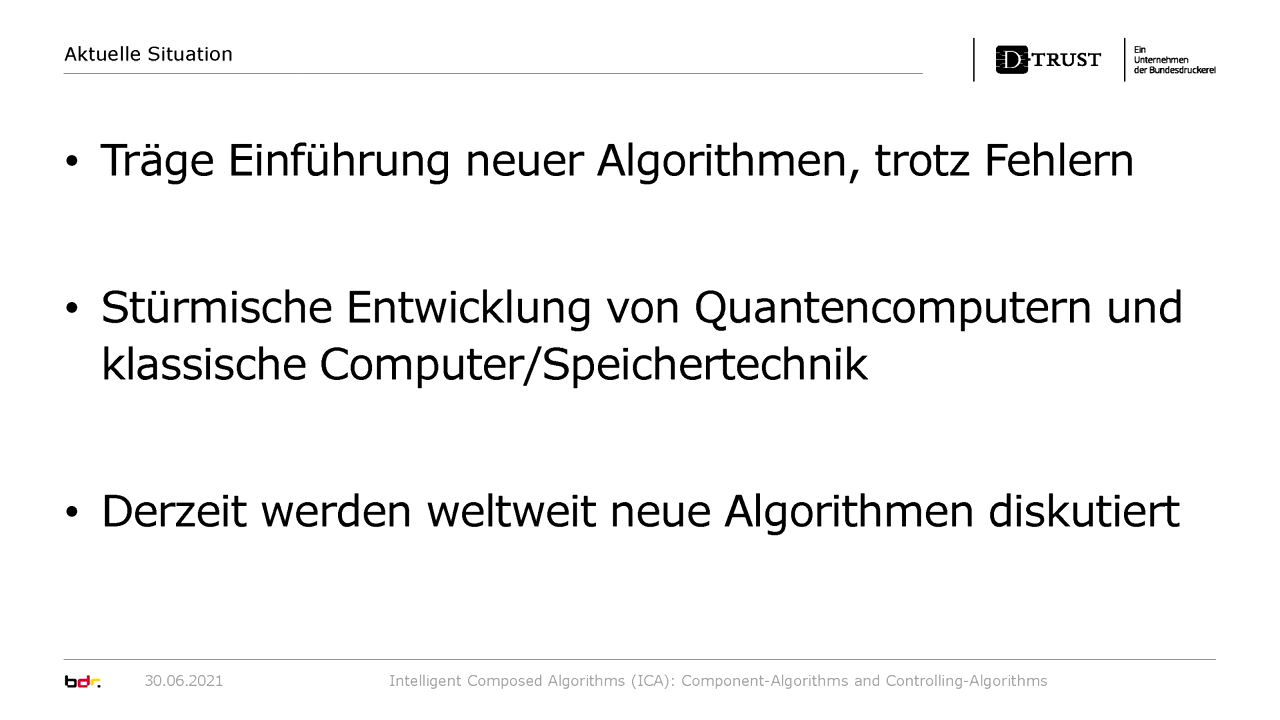 Aktuelle Situation
D-TRUST
Ein
Unternehmen
der Bundesdruckerei
• Träge Einführung neuer Algorithmen, trotz Fehlern
• Stürmische Entwicklung von Quantencomputern und
klassische Computer/Speichertechnik
• Derzeit werden weltweit neue Algorithmen diskutiert
bdr.
30.06.2021
Intelligent Composed Algorithms (ICA): Component-Algorithms and Controlling-Algorithms